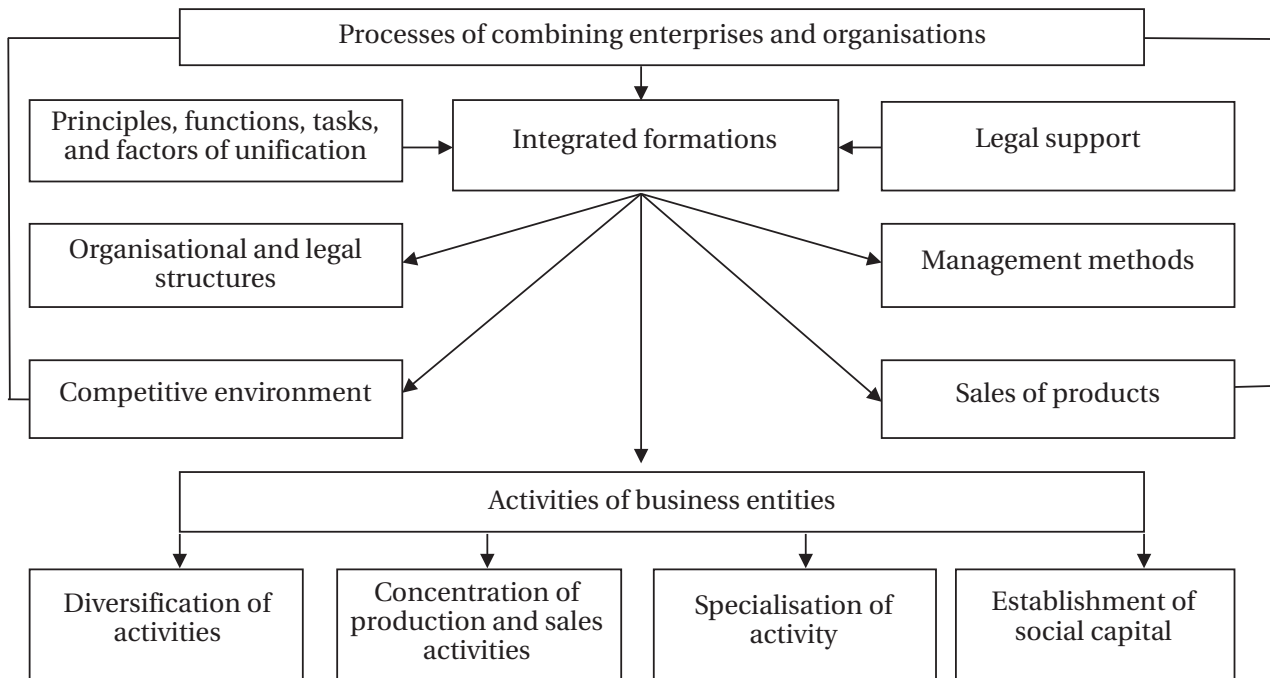 Processes of combining enterprises and organisations
Principles, functions, tasks,
and factors of unification
Integrated formations
Legal support
Organisational and legal
structures
Management methods
Competitive environment
Sales of products
Activities of business entities
Diversification of
activities
Concentration of
production and sales
activities
Specialisation of
activity
Establishment of
social capital